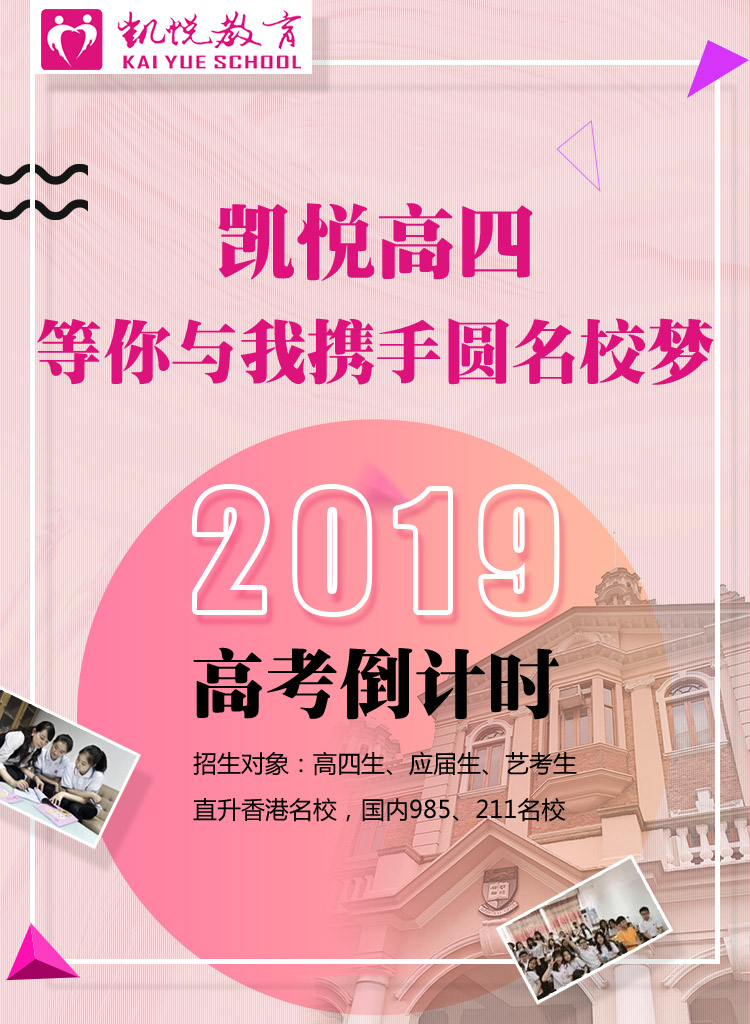 凯悦教育
KAI YUE SCHOOL
凯悦高四
等你与我携手圆名校梦
2019
高考倒计时
招生对象：高四生、应届生、艺考生
直升香港名校，国内985、211名校